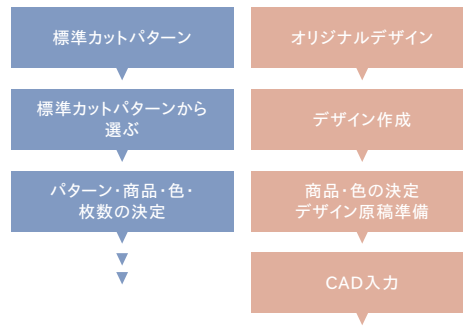 標準カットパターン
標準カットパターンから
選ぶ
パターン・商品・色・
枚数の決定
オリジナルデザイン
デザイン作成
商品・色の決定
デザイン原稿準備
CAD入力